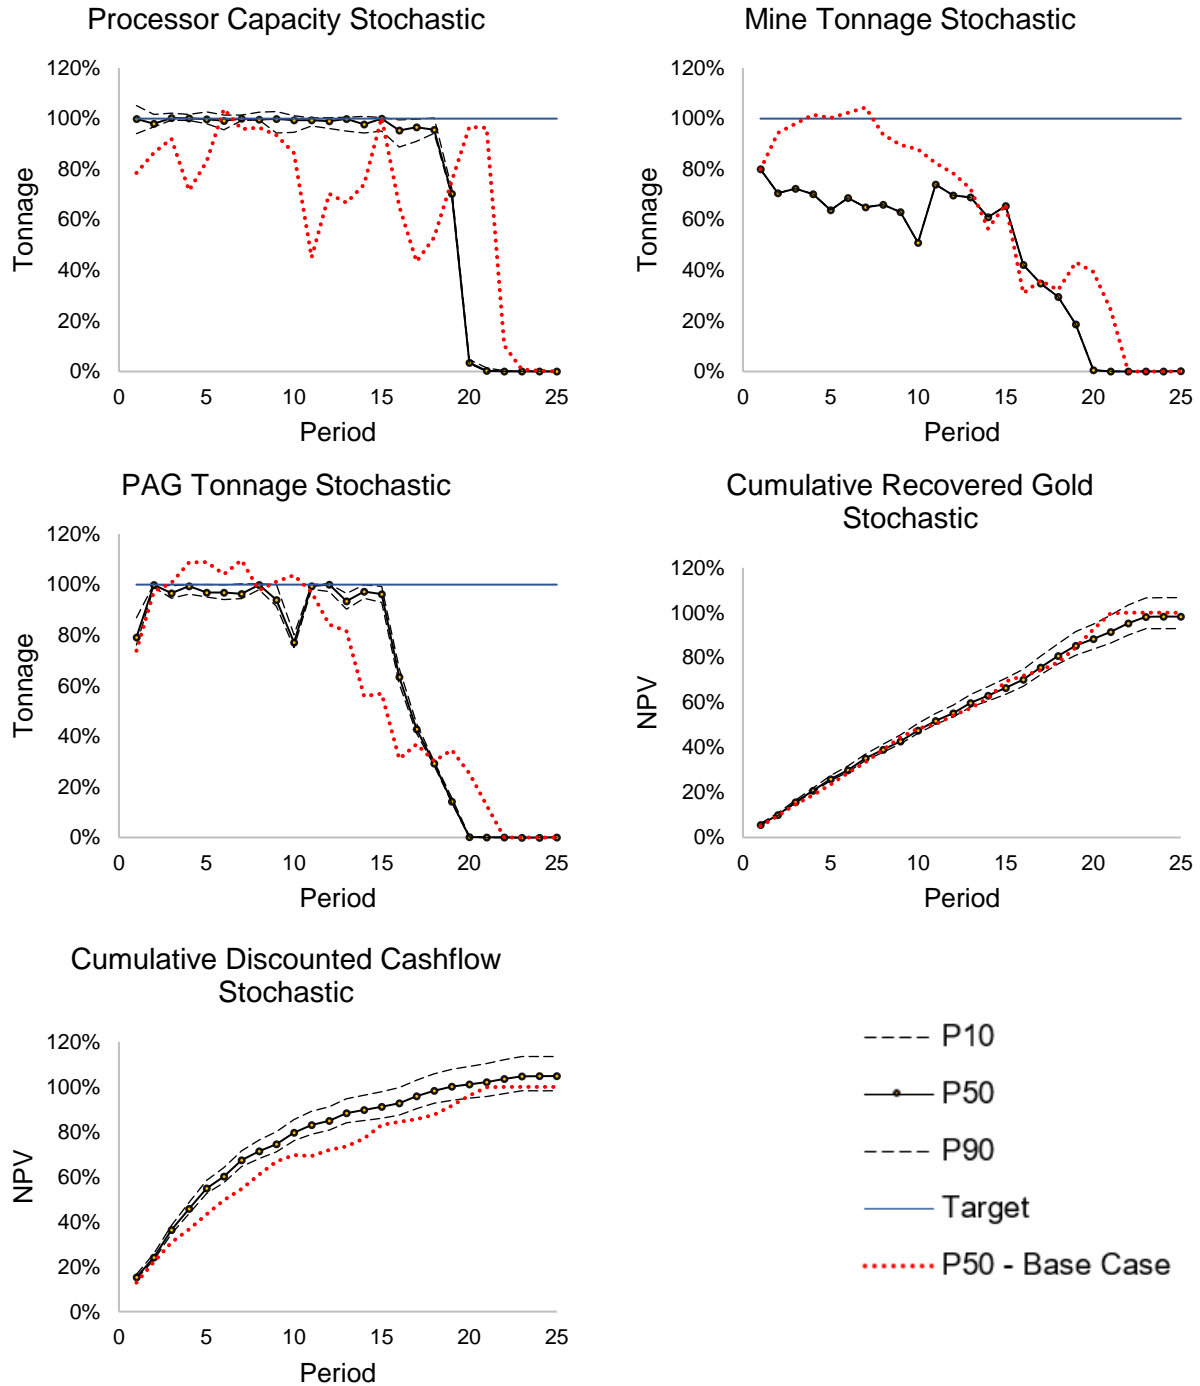 Processor Capacity Stochastic
120%
100%
80%
60%
40%
20%
0%
Tonnage
0 5 10 15 20 25
Period
Mine Tonnage Stochastic
120%
100%
80%
60%
40%
20%
0%
Tonnage
0 5 10 15 20 25
Period
PAG Tonnage Stochastic
120%
100%
80%
60%
40%
20%
0%
Tonnage
0 5 10 15 20 25
Period
Cumulative Recovered Gold
Stochastic
120%
100%
80%
60%
40%
20%
0%
NPV
0 5 10 15 20 25
Period
Cumulative Discounted Cashflow
Stochastic
120%
100%
80%
60%
40%
20%
0%
NPV
0 5 10 15 20 25
Period
P10
P50
P90
Target
P50 - Base Case